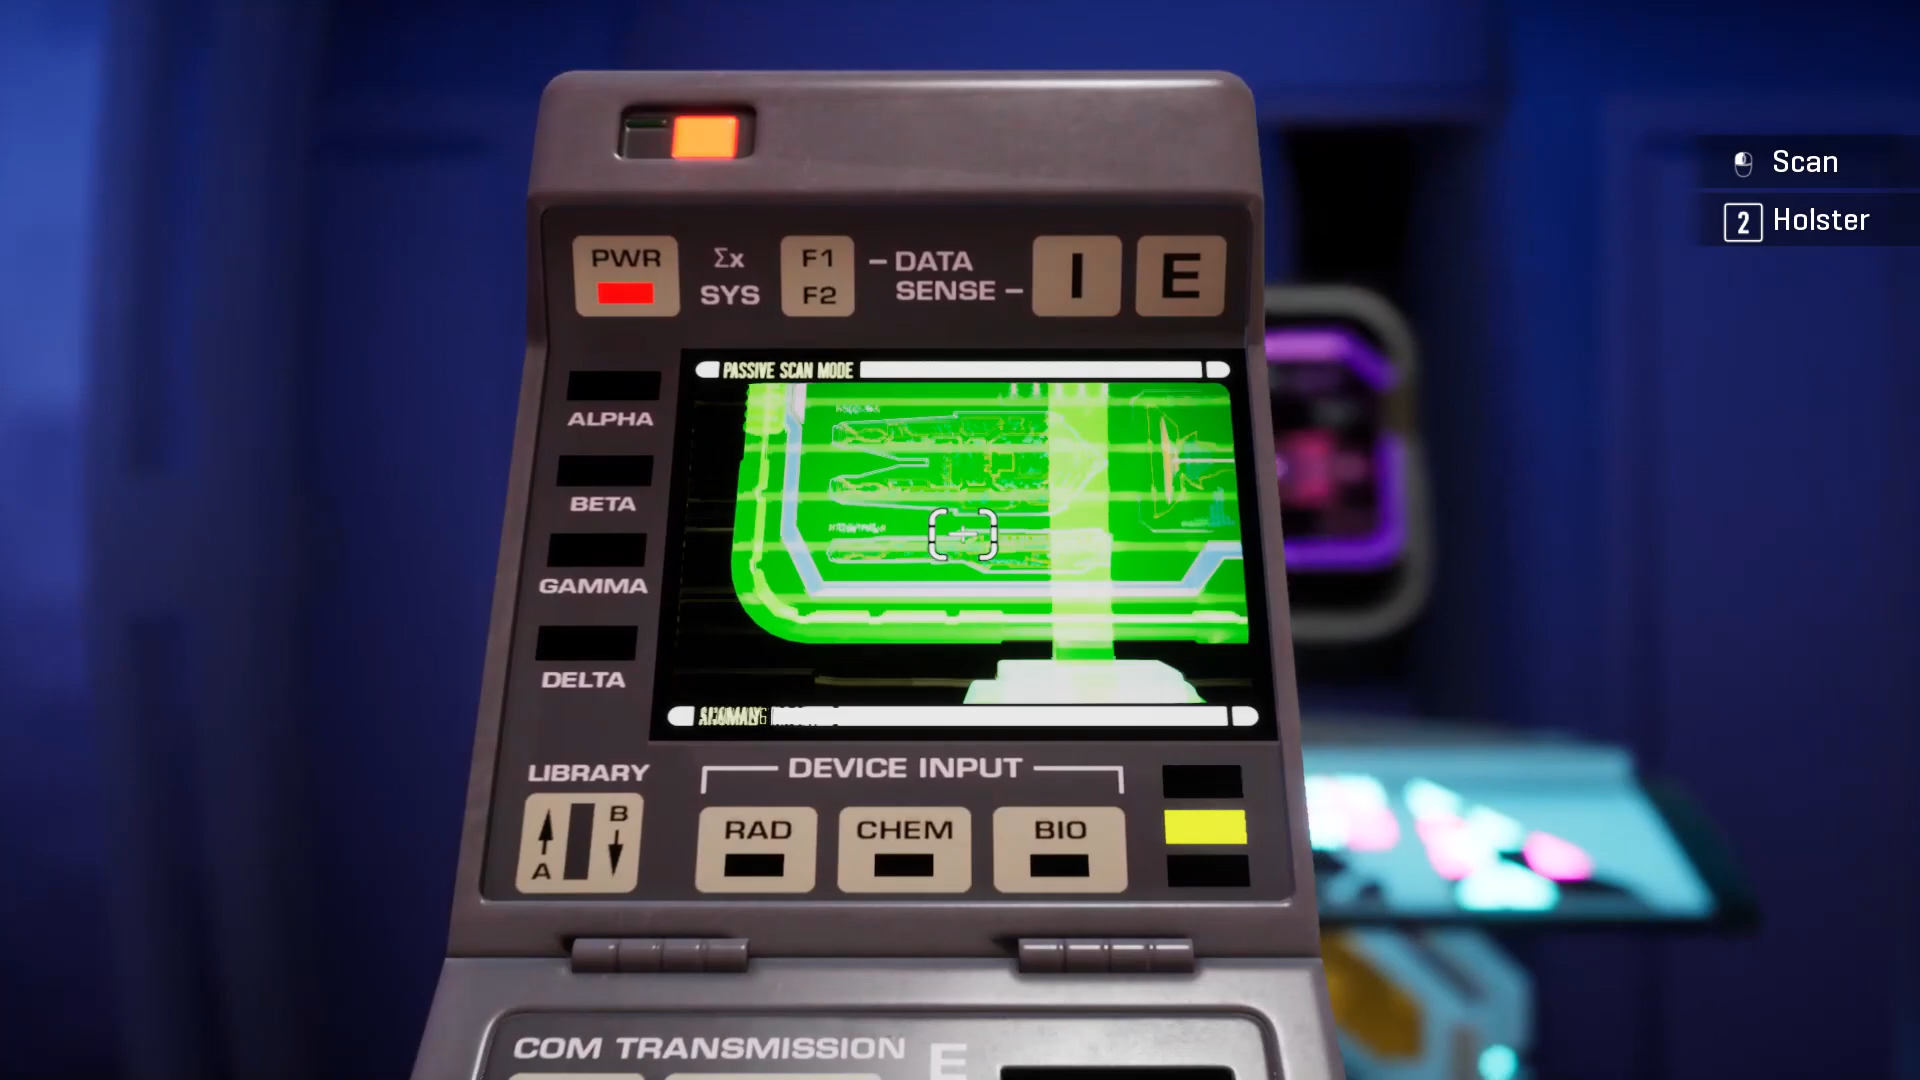 Scan
2 Holster
PWR
Σx
SYS
F1
F2
– DATA
SENSE –
I
E
PASSIVE SCAN MODE
ALPHA
BETA
GAMMA
DELTA
LIBRARY
A
B
DEVICE INPUT
RAD
CHEM
BIO
COM TRANSMISSION
E